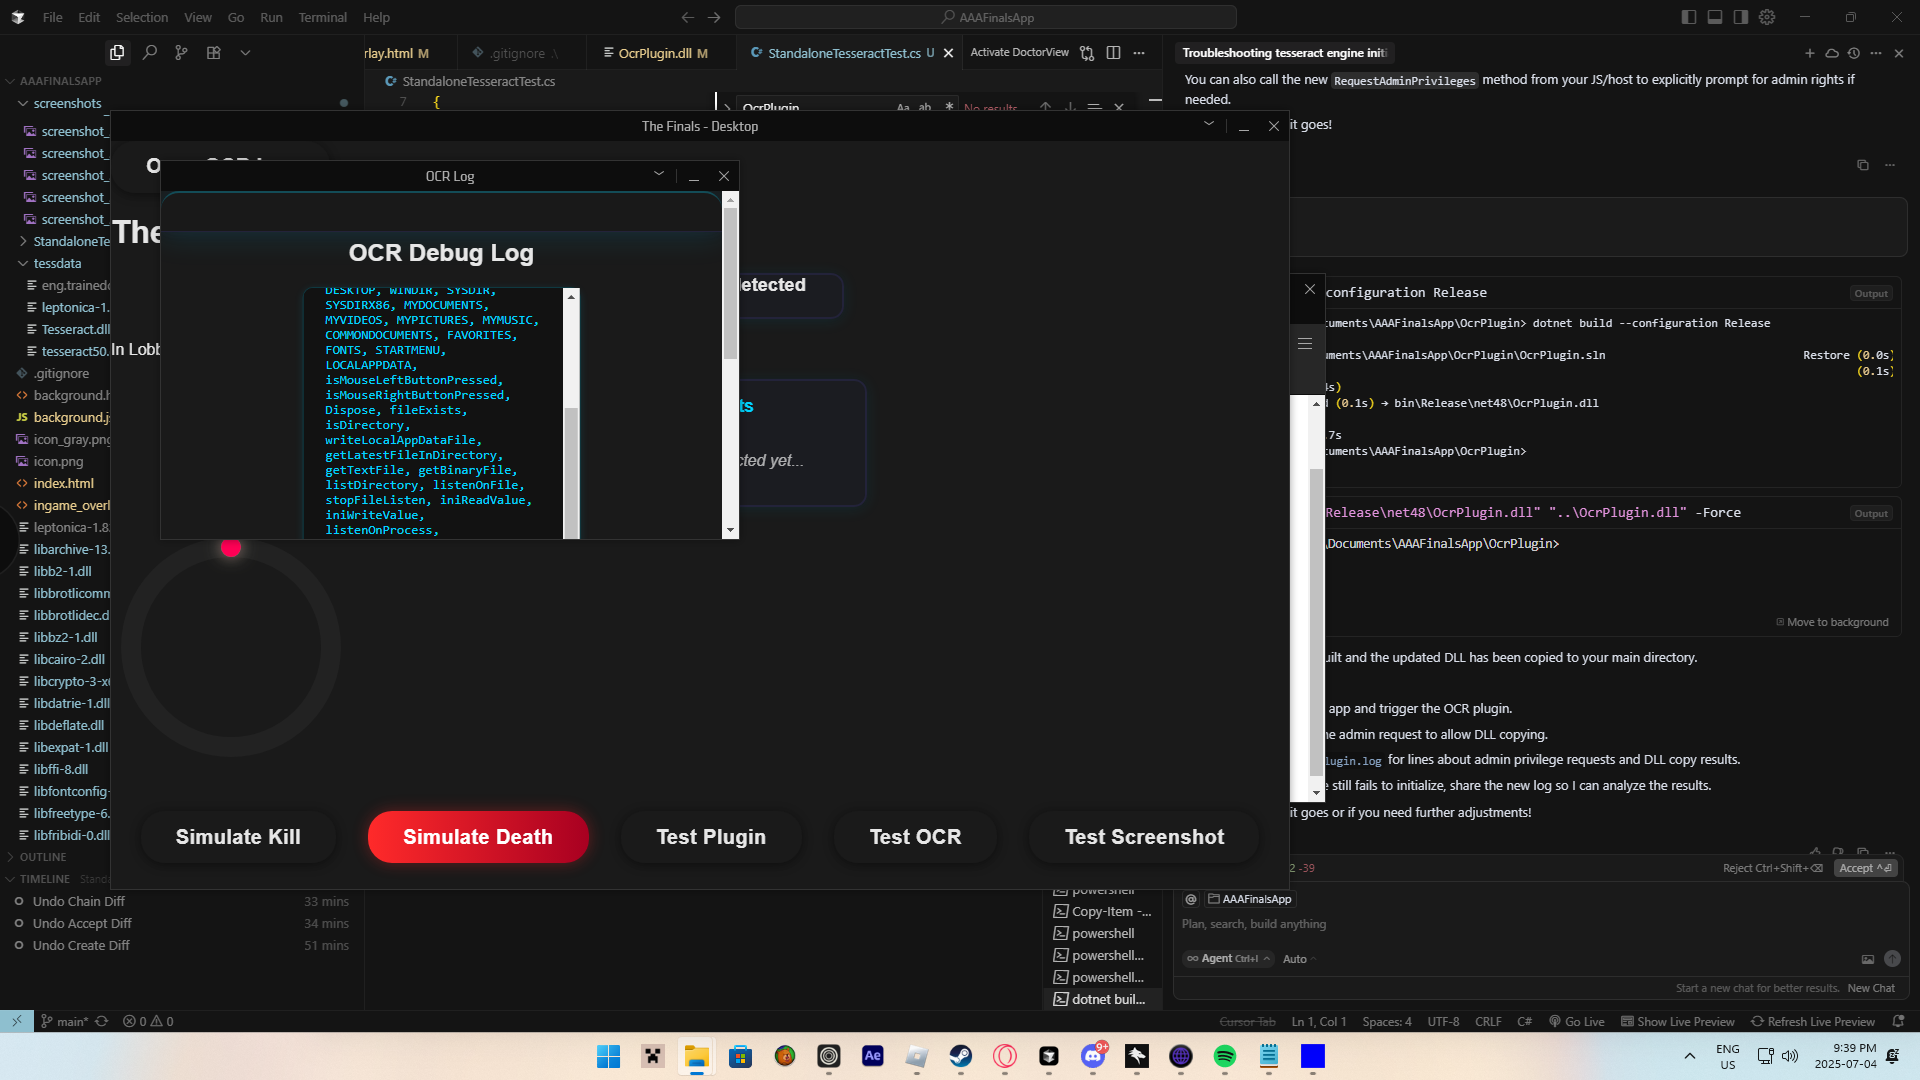 File Edit Selection View Go Run Terminal Help
AAAFinalsApp
rlay.html M
.gitignore
OcrPlugin.dll M
StandaloneTesseractTest.cs U
Activate DoctorView
Troubleshooting tesseract engine initi
AAAFINALSAPP
screenshots
screenshot_
screenshot_
screenshot_
screenshot_
screenshot_
StandaloneTe
tessdata
eng.trainedd
leptonica-1.
Tesseract.dll
tesseract50.
.gitignore
background.h
background.js
icon_gray.png
icon.png
index.html
ingame_overl
leptonica-1.8
libarchive-13.
libb2-1.dll
libbrotlicomm
libbrotlidec.d
libbz2-1.dll
libcairo-2.dll
libcrypto-3-x
libdatrie-1.dll
libdeflate.dll
libexpat-1.dll
libffi-8.dll
libfontconfig-
libfreetype-6.
libfribidi-0.dll
OUTLINE
TIMELINE Standa
Undo Chain Diff 33 mins
Undo Accept Diff 34 mins
Undo Create Diff 51 mins
StandaloneTesseractTest.cs
7 {
OcrPlugin
Aa ab * No results
The Finals - Desktop
The
In Lobb
etected
ts
cted yet...
OCR Log
OCR Debug Log
DESKTOP, WINDIR, SYSDIR,
SYSDIRX86, MYDOCUMENTS,
MYVIDEOS, MYPICTURES, MYMUSIC,
COMMONDOCUMENTS, FAVORITES,
FONTS, STARTMENU,
LOCALAPPDATA,
isMouseLeftButtonPressed,
isMouseRightButtonPressed,
Dispose, fileExists,
isDirectory,
writeLocalAppDataFile,
getLatestFileInDirectory,
getTextFile, getBinaryFile,
listDirectory, listenOnFile,
stopFileListen, iniReadValue,
iniWriteValue,
listenOnProcess,
Simulate Kill
Simulate Death
Test Plugin
Test OCR
Test Screenshot
You can also call the new RequestAdminPrivileges method from your JS/host to explicitly prompt for admin rights if
needed.
it goes!
configuration Release
Output
cuments\AAAFinalsApp\OcrPlugin> dotnet build --configuration Release
uments\AAAFinalsApp\OcrPlugin\OcrPlugin.sln Restore (0.0s)
(0.1s)
4s)
(0.1s) → bin\Release\net48\OcrPlugin.dll
.7s
cuments\AAAFinalsApp\OcrPlugin>
Release\net48\OcrPlugin.dll" "..\OcrPlugin.dll" -Force
Output
\Documents\AAAFinalsApp\OcrPlugin>
Move to background
uilt and the updated DLL has been copied to your main directory.
app and trigger the OCR plugin.
he admin request to allow DLL copying.
lugin.log for lines about admin privilege requests and DLL copy results.
e still fails to initialize, share the new log so I can analyze the results.
it goes or if you need further adjustments!
2 -39
Reject Ctrl+Shift+⌫ Accept ^⏎
@ AAAFinalsApp
Plan, search, build anything
Agent Ctrl+I Auto
Start a new chat for better results. New Chat
powershell
Copy-Item -...
powershell
powershell...
powershell...
dotnet buil...
main* 0 0
Cursor Tab Ln 1, Col 1 Spaces: 4 UTF-8 CRLF C# Go Live Show Live Preview Refresh Live Preview
Ae
9+
ENG
US
9:39 PM
2025-07-04